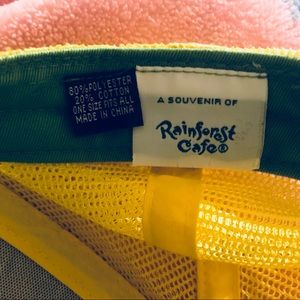 80% POLYESTER
20% COTTON
ONE SIZE FITS ALL
MADE IN CHINA
A SOUVENIR OF
Rainforest
Cafe®